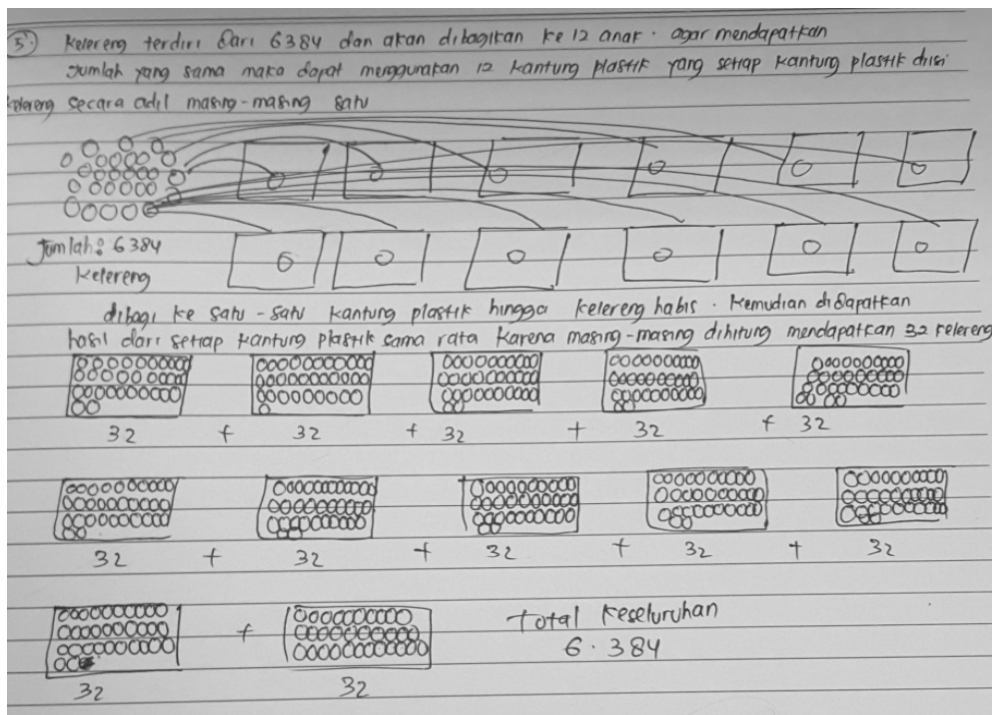 5. Kelereng terdiri dari 6384 dan akan dibagikan ke 12 anak. agar mendapatkan
Jumlah yang sama maka dapat menggunakan 12 kantung plastik yang setiap kantung plastik diisi
kelereng secara adil masing-masing satu
Jumlah: 6384
Kelereng
dibagi ke satu-satu kantung plastik hingga kelereng habis. Kemudian didapatkan
hasil dari setiap kantung plastik sama rata karena masing-masing dihitung mendapatkan 32 kelereng
32 + 32 + 32 + 32 + 32
32 + 32 + 32 + 32 + 32
+ Total Keseluruhan
6.384
32 32